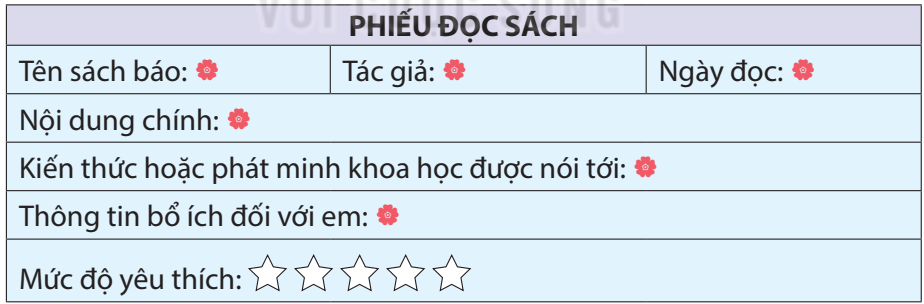 PHIẾU ĐỌC SÁCH
Tên sách báo: Tác giả: Ngày đọc:
Nội dung chính:
Kiến thức hoặc phát minh khoa học được nói tới:
Thông tin bổ ích đối với em:
Mức độ yêu thích: